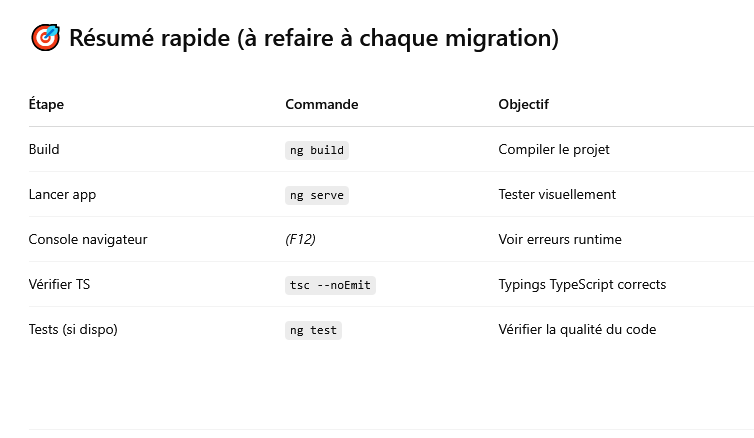 🎯 Résumé rapide (à refaire à chaque migration)
Étape Commande Objectif
Build ng build Compiler le projet
Lancer app ng serve Tester visuellement
Console navigateur (F12) Voir erreurs runtime
Vérifier TS tsc --noEmit Typings TypeScript corrects
Tests (si dispo) ng test Vérifier la qualité du code